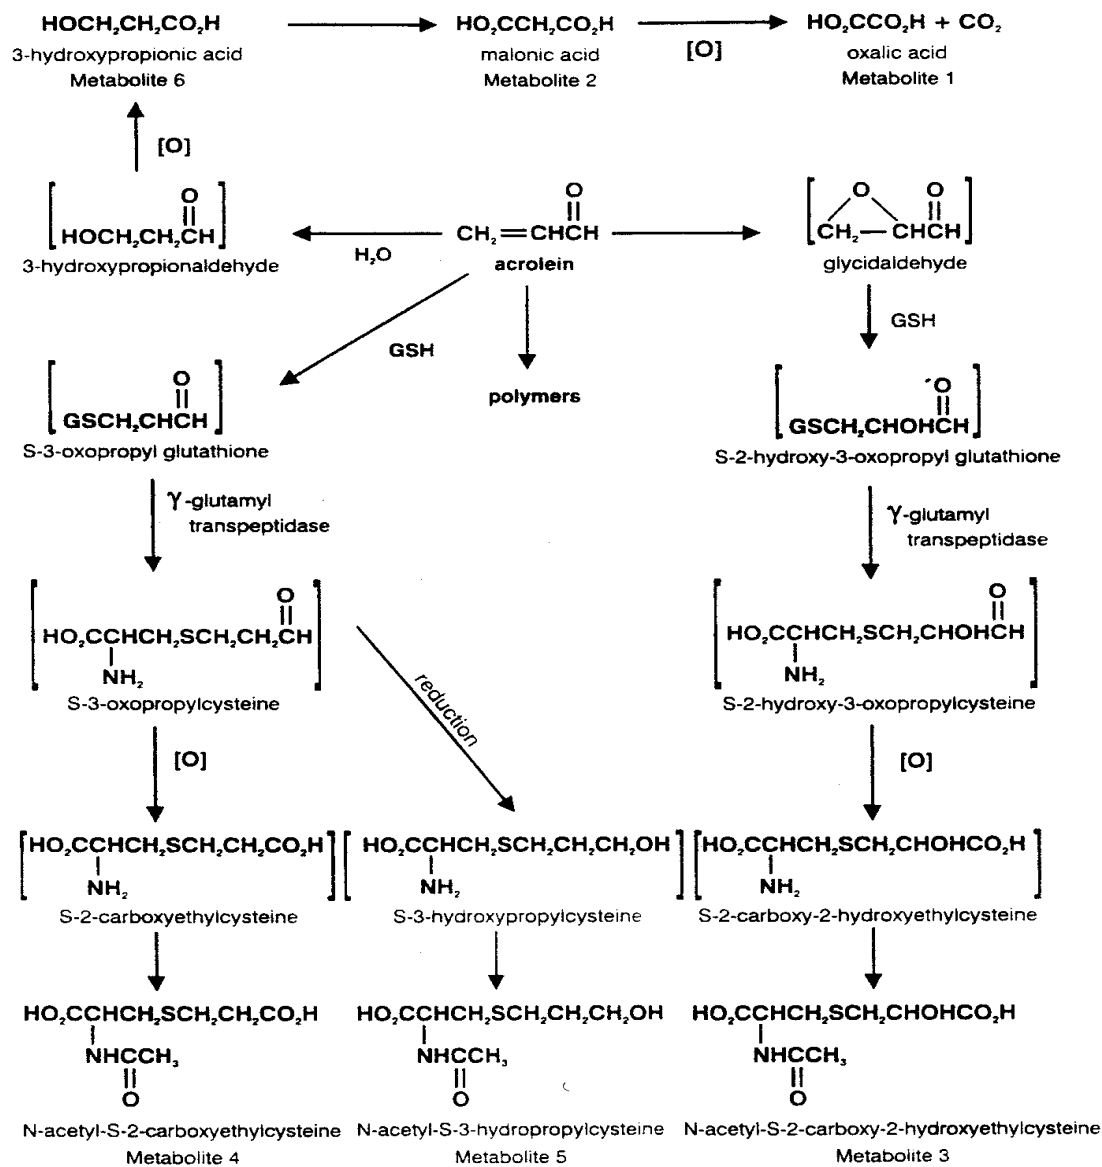 HOCH₂CH₂CO₂H
3-hydroxypropionic acid
Metabolite 6
HO₂CCH₂CO₂H
malonic acid
Metabolite 2
[O]
HO₂CCO₂H + CO₂
oxalic acid
Metabolite 1
[O]
O
HOCH₂CH₂CH
3-hydroxypropionaldehyde
H₂O
O
CH₂=CHCH
acrolein
O O
CH₂—CHCH
glycidaldehyde
GSH
polymers
GSH
O
GSCH₂CHCH
S-3-oxopropyl glutathione
O
GSCH₂CHOHCH
S-2-hydroxy-3-oxopropyl glutathione
γ-glutamyl
transpeptidase
γ-glutamyl
transpeptidase
O
HO₂CCHCH₂SCH₂CH₂CH
NH₂
S-3-oxopropylcysteine
reduction
O
HO₂CCHCH₂SCH₂CHOHCH
NH₂
S-2-hydroxy-3-oxopropylcysteine
[O]
[O]
HO₂CCHCH₂SCH₂CH₂CO₂H
NH₂
S-2-carboxyethylcysteine
HO₂CCHCH₂SCH₂CH₂CH₂OH
NH₂
S-3-hydroxypropylcysteine
HO₂CCHCH₂SCH₂CHOHCO₂H
NH₂
S-2-carboxy-2-hydroxyethylcysteine
HO₂CCHCH₂SCH₂CH₂CO₂H
NHCCH₃
O
N-acetyl-S-2-carboxyethylcysteine
Metabolite 4
HO₂CCHCH₂SCH₂CH₂CH₂OH
NHCCH₃
O
N-acetyl-S-3-hydropropylcysteine
Metabolite 5
HO₂CCHCH₂SCH₂CHOHCO₂H
NHCCH₃
O
N-acetyl-S-2-carboxy-2-hydroxyethylcysteine
Metabolite 3